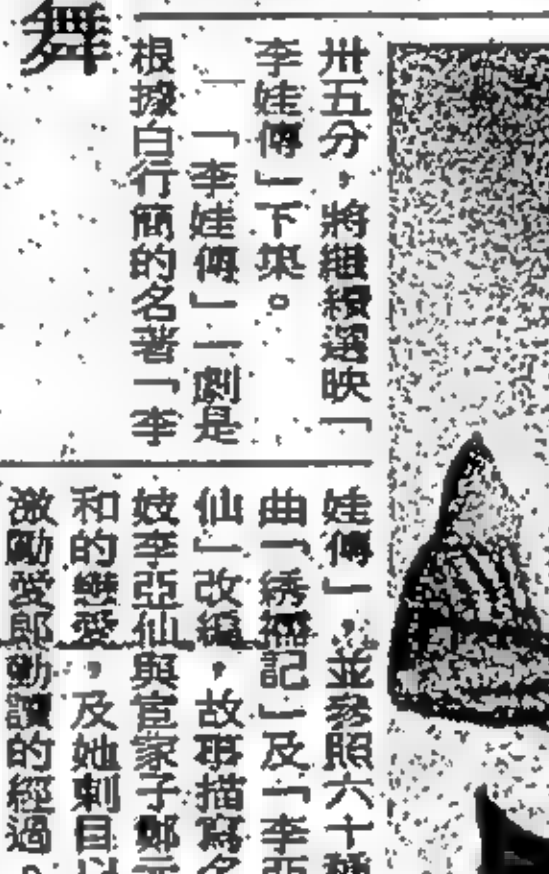 舞
卅五分，將繼續選映「
李娃傳」下集。
「李娃傳」一劇是
根據白行簡的名著「李
娃傳」，並參照六十種
曲「綉襦記」及「李亞
仙」改編，故事描寫名
妓李亞仙與官家子鄭元
和的戀愛，及她刺目以
激勵愛郎勤讀的經過。